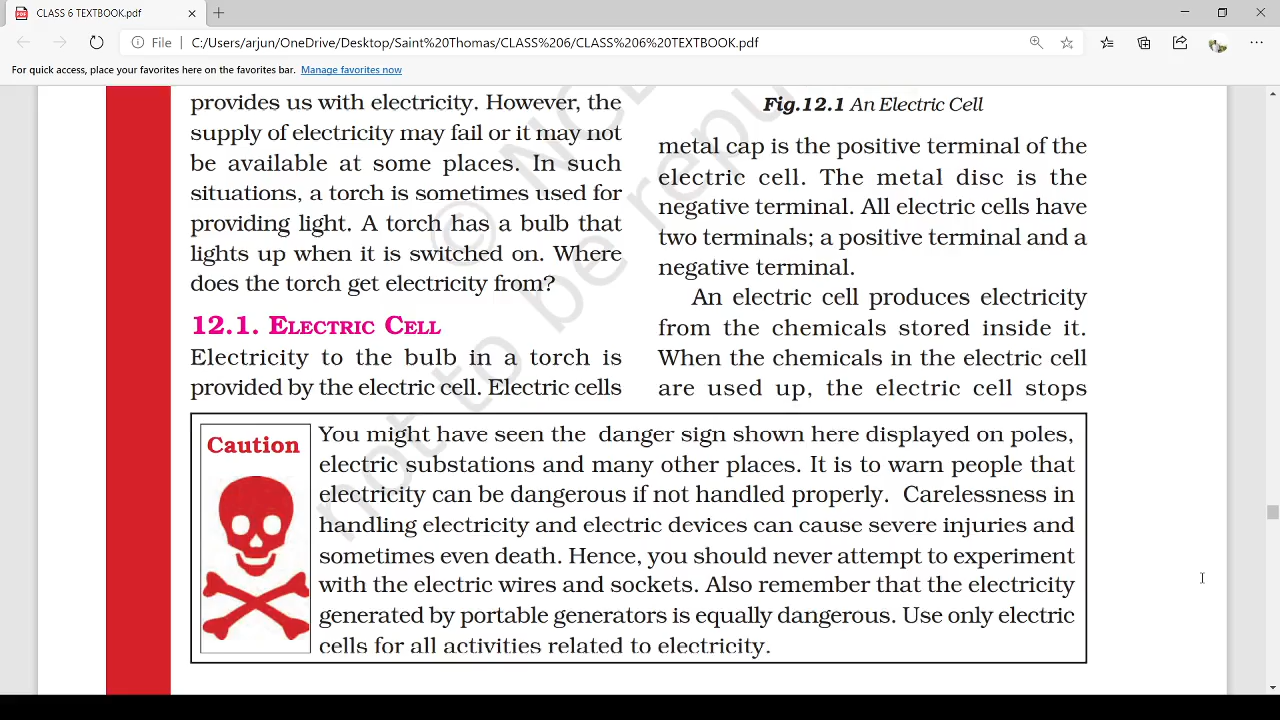 CLASS 6 TEXTBOOK.pdf
File
C:/Users/arjun/OneDrive/Desktop/Saint%20Thomas/CLASS%206/CLASS%206%20TEXTBOOK.pdf
For quick access, place your favorites here on the favorites bar. Manage favorites now
provides us with electricity. However, the
supply of electricity may fail or it may not
be available at some places. In such
situations, a torch is sometimes used for
providing light. A torch has a bulb that
lights up when it is switched on. Where
does the torch get electricity from?
12.1. ELECTRIC CELL
Electricity to the bulb in a torch is
provided by the electric cell. Electric cells
Fig.12.1 An Electric Cell
metal cap is the positive terminal of the
electric cell. The metal disc is the
negative terminal. All electric cells have
two terminals; a positive terminal and a
negative terminal.
An electric cell produces electricity
from the chemicals stored inside it.
When the chemicals in the electric cell
are used up, the electric cell stops
Caution
You might have seen the danger sign shown here displayed on poles,
electric substations and many other places. It is to warn people that
electricity can be dangerous if not handled properly. Carelessness in
handling electricity and electric devices can cause severe injuries and
sometimes even death. Hence, you should never attempt to experiment
with the electric wires and sockets. Also remember that the electricity
generated by portable generators is equally dangerous. Use only electric
cells for all activities related to electricity.
not to be
©